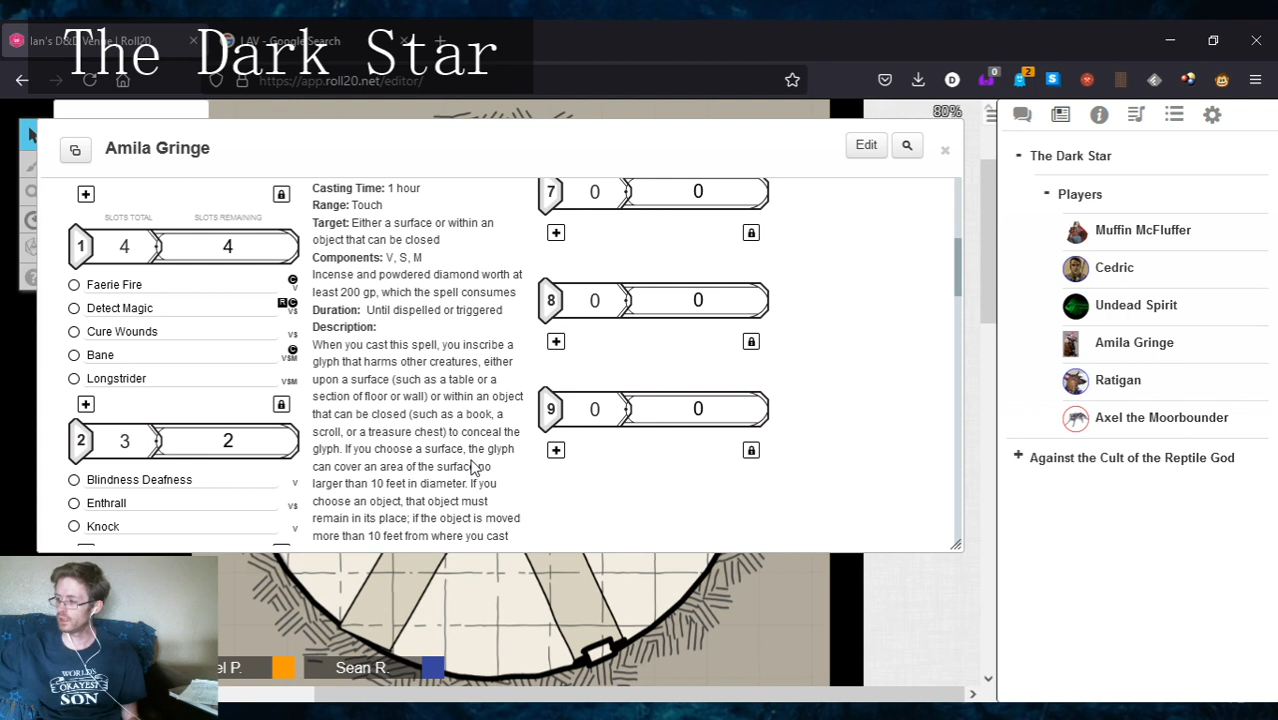 The Dark Star
Ian's D&D Venue | Roll20
LAV - Google Search
https://app.roll20.net/editor/
0
2
80%
Amila Gringe
Edit
SLOTS TOTAL
SLOTS REMAINING
1
4
4
Faerie Fire
C
V
Detect Magic
R C
VS
Cure Wounds
VS
Bane
C
VSM
Longstrider
VSM
2
3
2
Blindness Deafness
V
Enthrall
VS
Knock
V
Casting Time: 1 hour
Range: Touch
Target: Either a surface or within an
object that can be closed
Components: V, S, M
Incense and powdered diamond worth at
least 200 gp, which the spell consumes
Duration: Until dispelled or triggered
Description:
When you cast this spell, you inscribe a
glyph that harms other creatures, either
upon a surface (such as a table or a
section of floor or wall) or within an object
that can be closed (such as a book, a
scroll, or a treasure chest) to conceal the
glyph. If you choose a surface, the glyph
can cover an area of the surface no
larger than 10 feet in diameter. If you
choose an object, that object must
remain in its place; if the object is moved
more than 10 feet from where you cast
7
0
0
8
0
0
9
0
0
The Dark Star
Players
Muffin McFluffer
Cedric
Undead Spirit
Amila Gringe
Ratigan
Axel the Moorbounder
Against the Cult of the Reptile God
el P.
Sean R.
WORLD'S
OKAYEST
SON